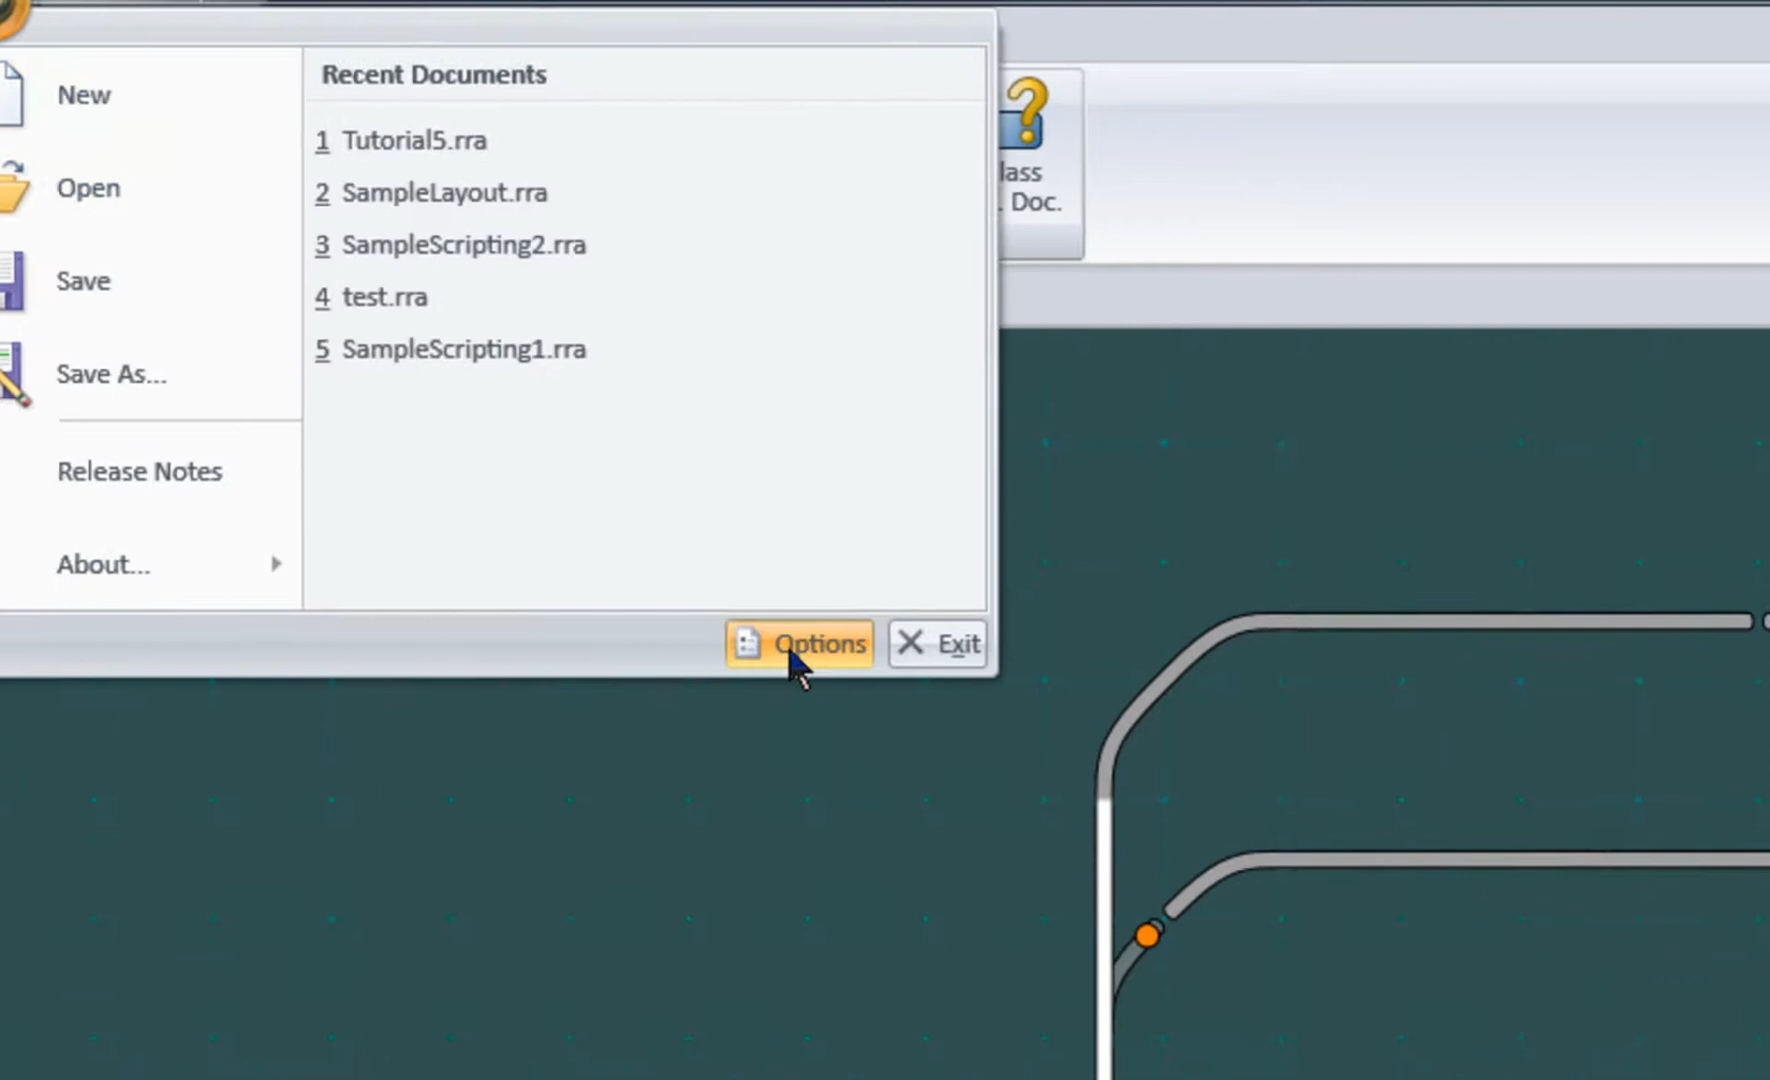 Recent Documents
New
1 Tutorial5.rra
Open
2 SampleLayout.rra
3 SampleScripting2.rra
Save
4 test.rra
5 SampleScripting1.rra
Save As...
Release Notes
About...
Options
Exit
lass
. Doc.